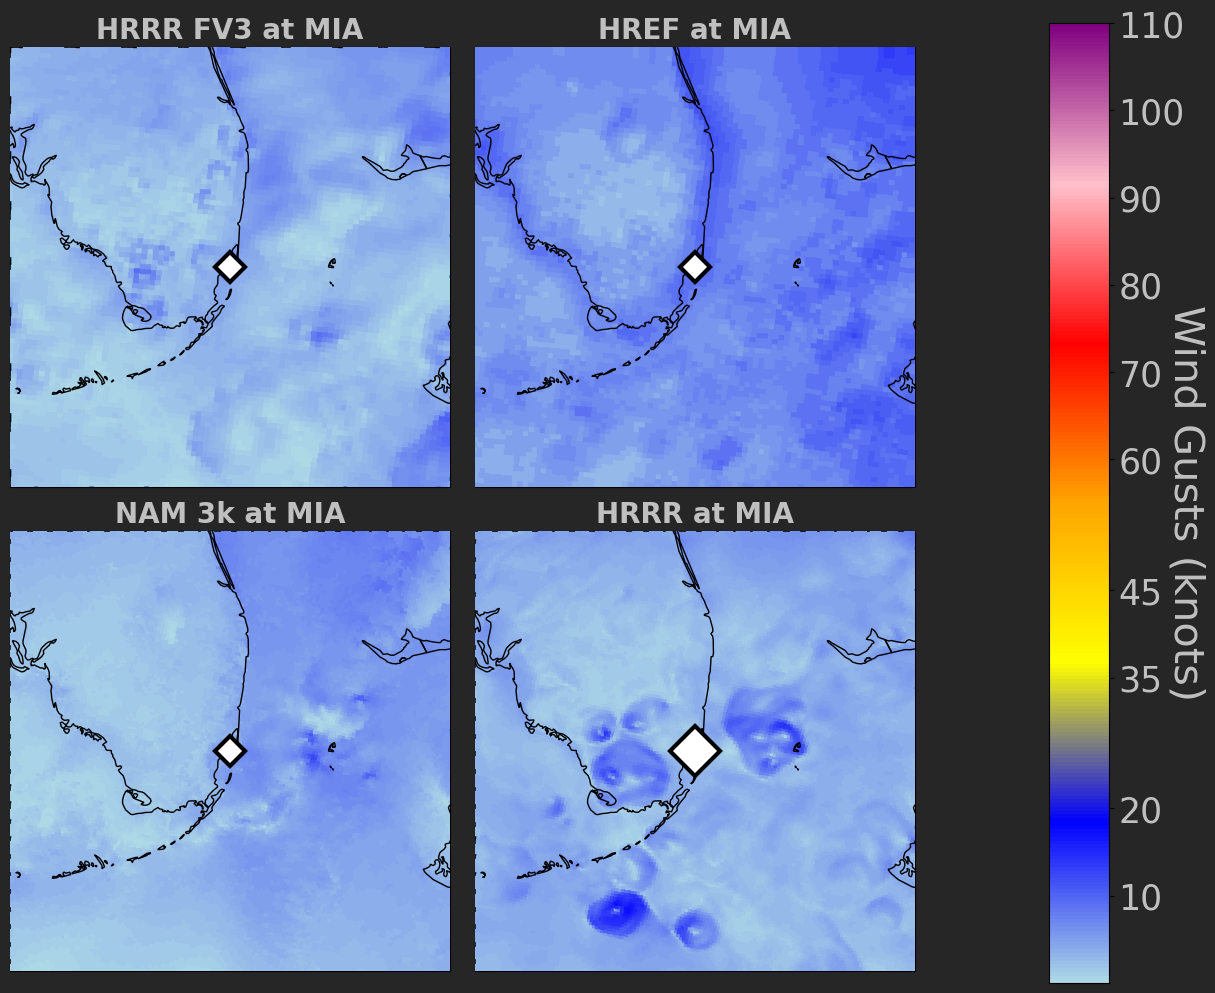 HRRR FV3 at MIA
HREF at MIA
NAM 3k at MIA
HRRR at MIA
110
100
90
80
70
60
45
35
20
10
Wind Gusts (knots)